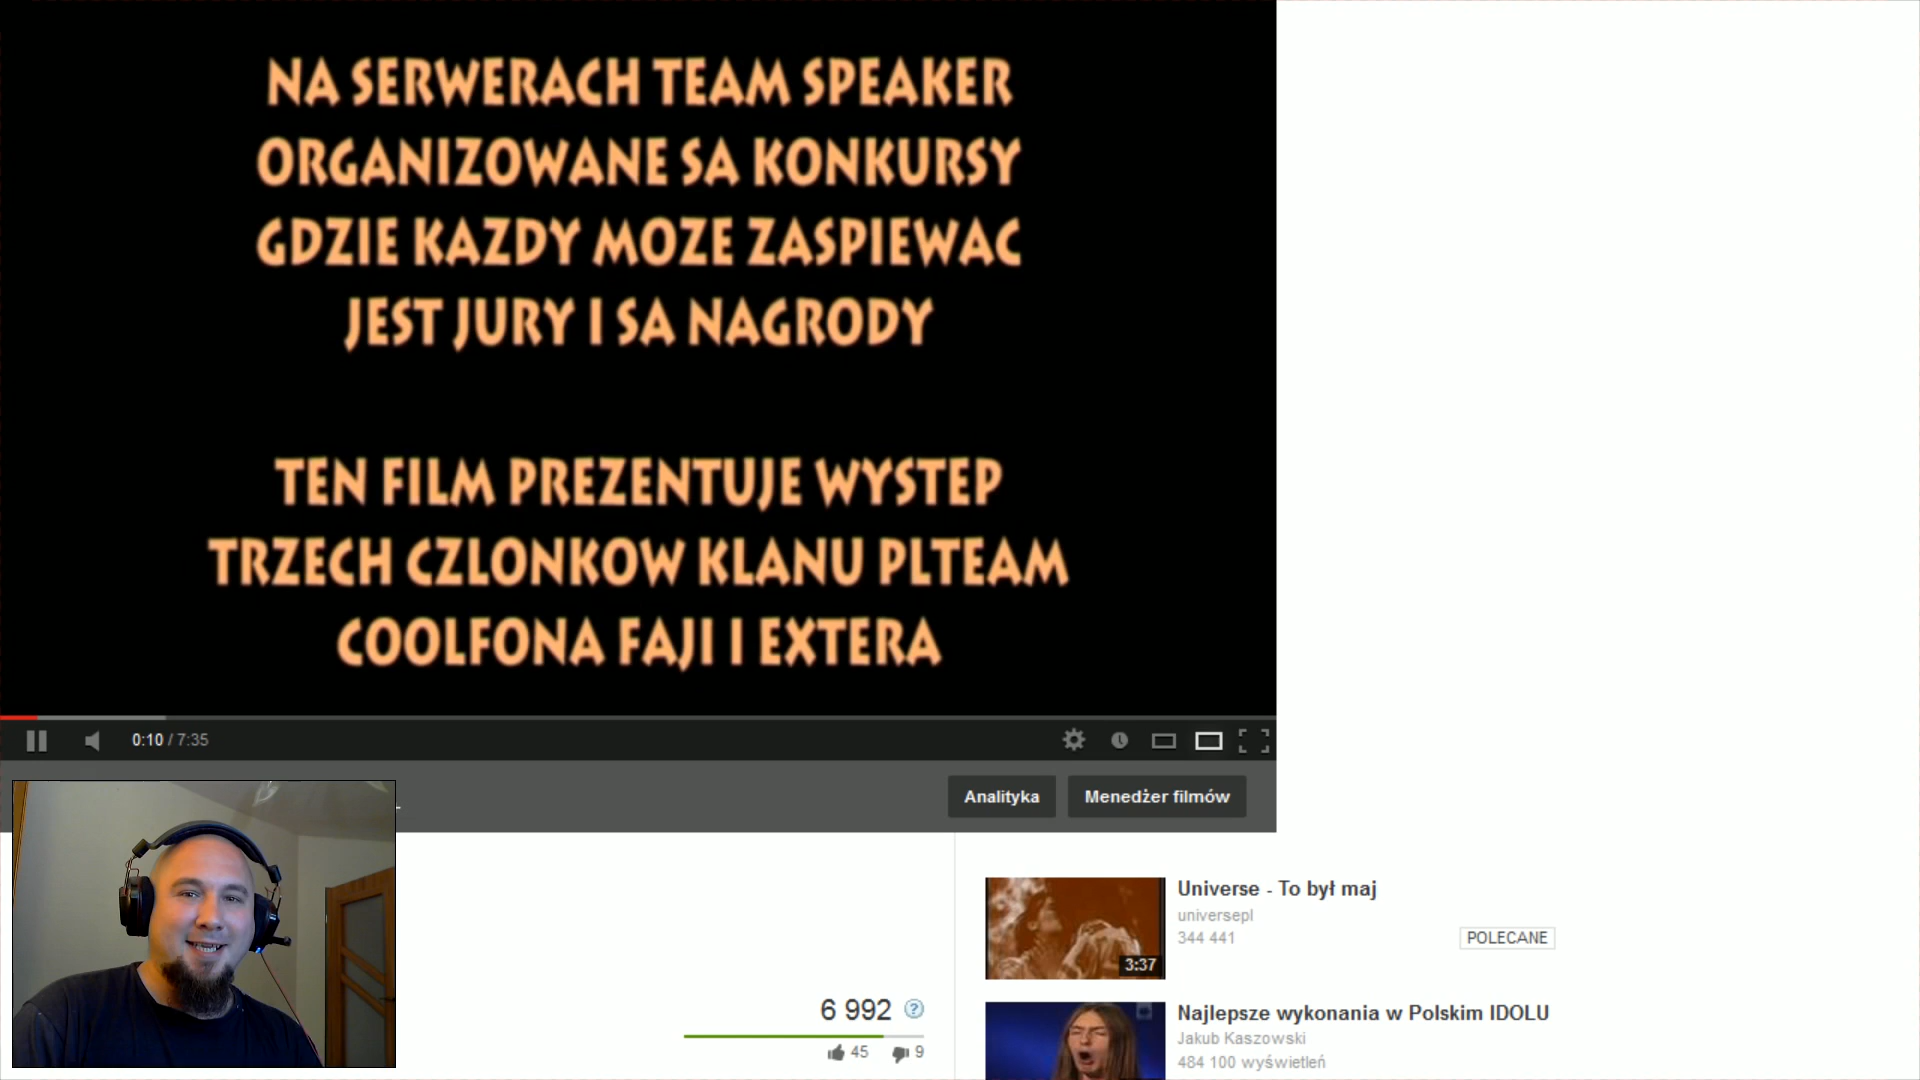 NA SERWERACH TEAM SPEAKER
ORGANIZOWANE SA KONKURSY
GDZIE KAZDY MOZE ZASPIEWAC
JEST JURY I SA NAGRODY
TEN FILM PREZENTUJE WYSTEP
TRZECH CZLONKOW KLANU PLTEAM
COOLFONA FAJI I EXTERA
0:10 / 7:35
Analityka
Menedżer filmów
3:37
Universe - To był maj
universepl
344 441
POLECANE
6 992 ?
45 9
Najlepsze wykonania w Polskim IDOLU
Jakub Kaszowski
484 100 wyświetleń